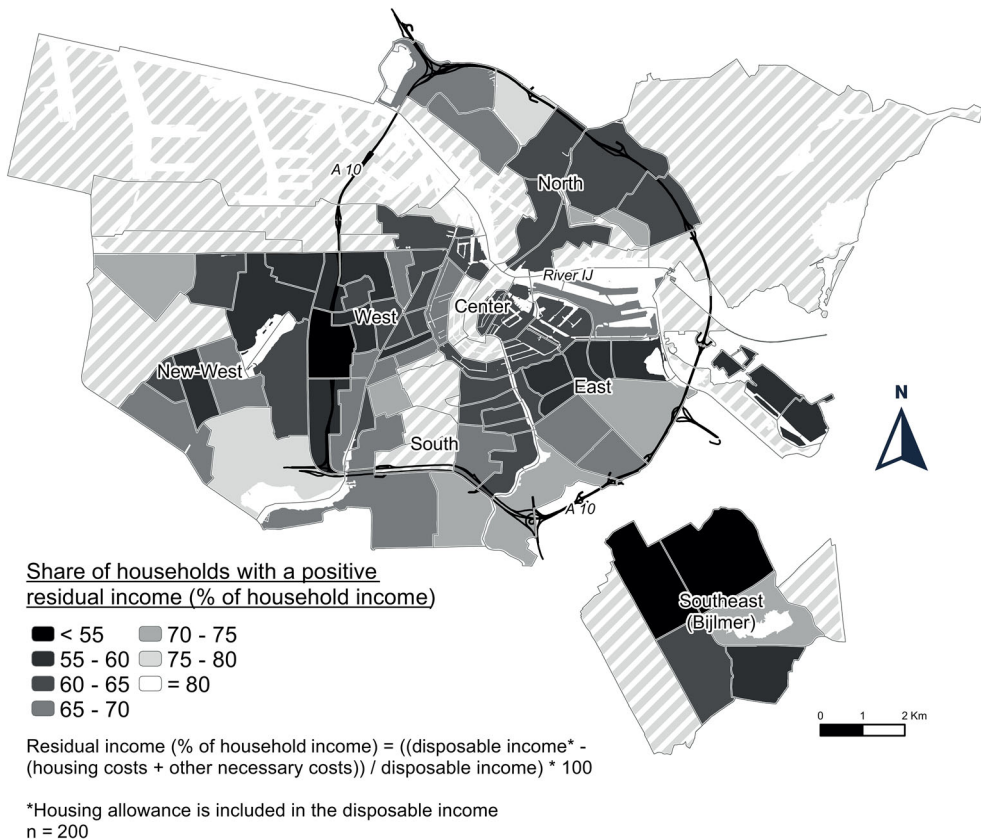 A 10
North
River IJ
Center
West
New-West
East
N
South
A 10
Share of households with a positive
residual income (% of household income)
< 55
70 - 75
55 - 60
75 - 80
60 - 65
= 80
65 - 70
Southeast
(Bijlmer)
0 1 2 Km
Residual income (% of household income) = ((disposable income* -
(housing costs + other necessary costs)) / disposable income) * 100
*Housing allowance is included in the disposable income
n = 200